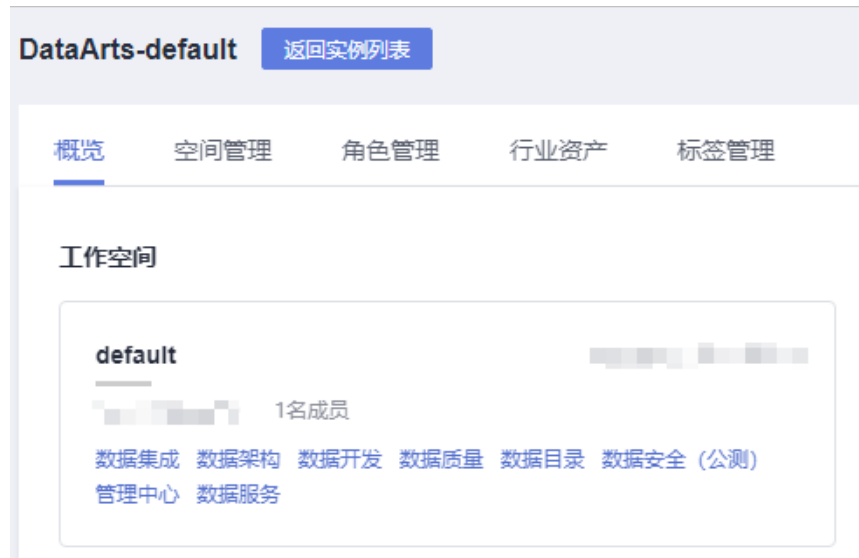 DataArts-default 返回实例列表
概览 空间管理 角色管理 行业资产 标签管理
工作空间
default
1名成员
数据集成 数据架构 数据开发 数据质量 数据目录 数据安全（公测）
管理中心 数据服务